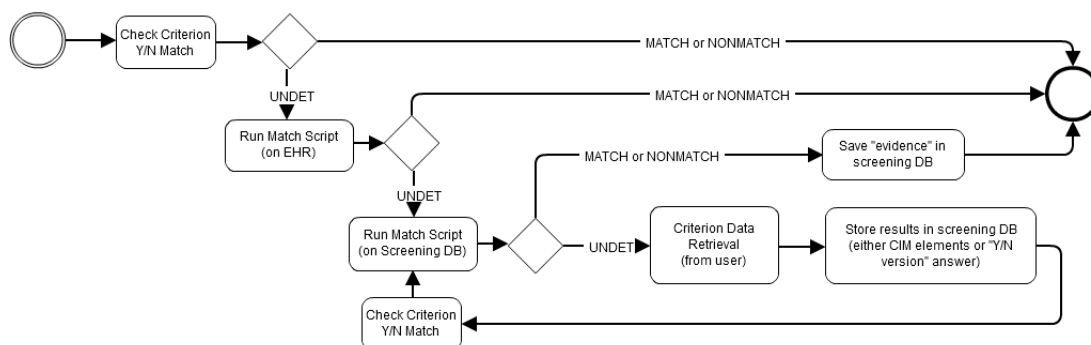 Check Criterion
Y/N Match
MATCH or NONMATCH
UNDET
MATCH or NONMATCH
Run Match Script
(on EHR)
UNDET
MATCH or NONMATCH
Save "evidence" in
screening DB
Run Match Script
(on Screening DB)
UNDET
Criterion Data
Retrieval
(from user)
Store results in screening DB
(either CIM elements or "Y/N
version" answer)
Check Criterion
Y/N Match